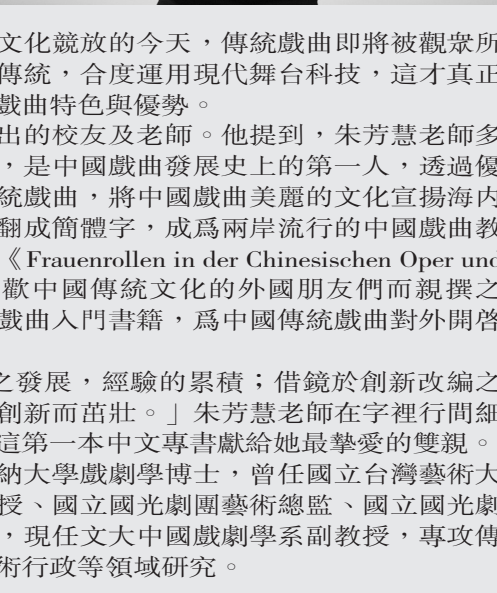 文化競放的今天，傳統戲曲即將被觀眾所
傳統，合度運用現代舞台科技，這才真正
戲曲特色與優勢。
出的校友及老師。他提到，朱芳慧老師多
，是中國戲曲發展史上的第一人，透過優
統戲曲，將中國戲曲美麗的文化宣揚海內
翻成簡體字，成爲兩岸流行的中國戲曲教
《Frauenrollen in der Chinesischen Oper und
歡中國傳統文化的外國朋友們而親撰之
戲曲入門書籍，爲中國傳統戲曲對外開啓
之發展，經驗的累積；借鏡於創新改編之
創新而茁壯。」朱芳慧老師在字裡行間細
這第一本中文專書獻給她最摯愛的雙親。
納大學戲劇學博士，曾任國立台灣藝術大
授、國立國光劇團藝術總監、國立國光劇
，現任文大中國戲劇學系副教授，專攻傳
術行政等領域研究。